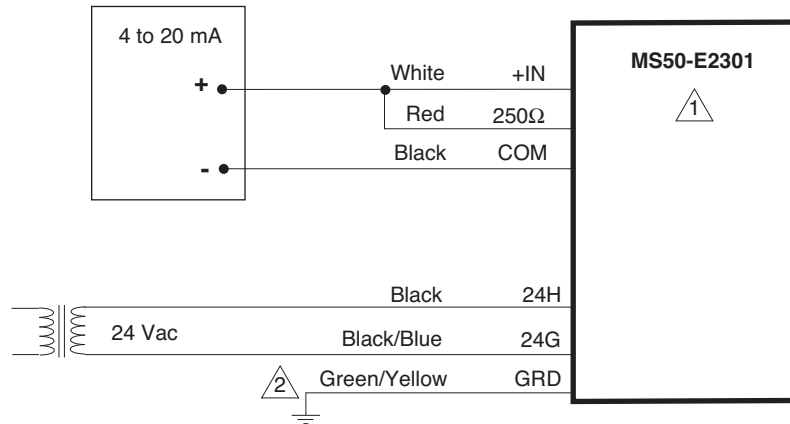 4 to 20 mA
+
-
White +IN
Red 250Ω
Black COM
MS50-E2301
1
24 Vac
Black 24H
Black/Blue 24G
2
Green/Yellow GRD